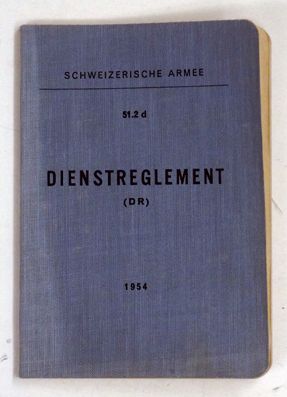 SCHWEIZERISCHE ARMEE
51.2 d
DIENSTREGLEMENT
(DR)
1954